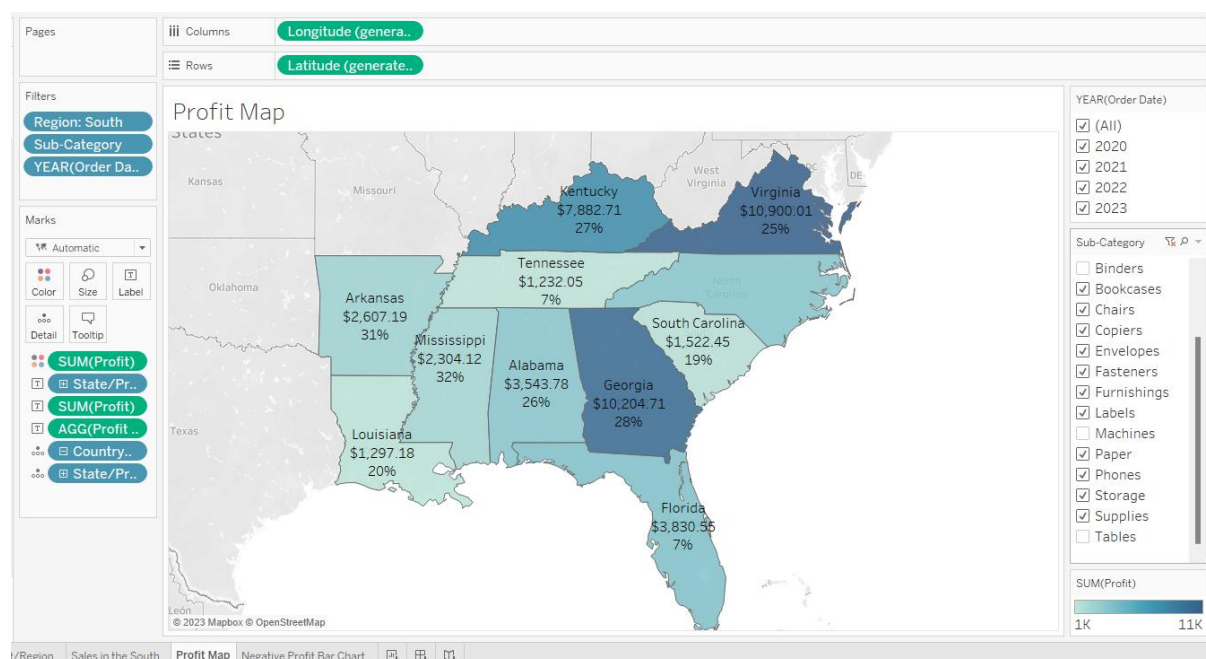 Pages
Columns
Longitude (genera..
Rows
Latitude (generate..
Filters
Region: South
Sub-Category
YEAR(Order Da..
Marks
Automatic
Color
Size
Label
Detail
Tooltip
SUM(Profit)
State/Pr..
SUM(Profit)
AGG(Profit ..
Country..
State/Pr..
Profit Map
States
Kansas
Missouri
West
Virginia
DC
DE
Oklahoma
Texas
North
Carolina
León
Kentucky
$7,882.71
27%
Virginia
$10,900.01
25%
Tennessee
$1,232.05
7%
Arkansas
$2,607.19
31%
Mississippi
$2,304.12
32%
Alabama
$3,543.78
26%
Georgia
$10,204.71
28%
South Carolina
$1,522.45
19%
Louisiana
$1,297.18
20%
Florida
$3,830.55
7%
© 2023 Mapbox © OpenStreetMap
YEAR(Order Date)
(All)
2020
2021
2022
2023
Sub-Category
Binders
Bookcases
Chairs
Copiers
Envelopes
Fasteners
Furnishings
Labels
Machines
Paper
Phones
Storage
Supplies
Tables
SUM(Profit)
1K 11K
t/Region Sales in the South Profit Map Negative Profit Bar Chart